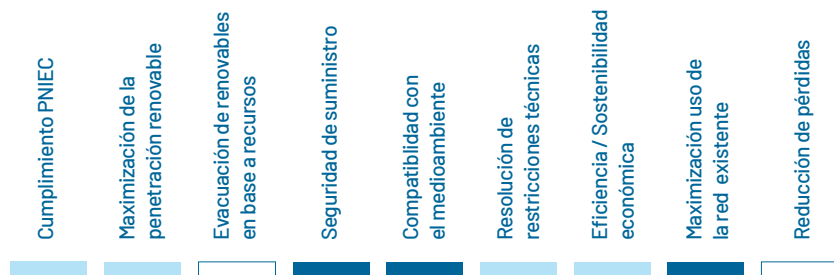 Cumplimiento PNIEC
Maximización de la
penetración renovable
Evacuación de renovables
en base a recursos
Seguridad de suministro
Compatiblidad con
el medioambiente
Resolución de
restricciones técnicas
Eficiencia / Sostenibilidad
económica
Maximización uso de
la red existente
Reducción de pérdidas